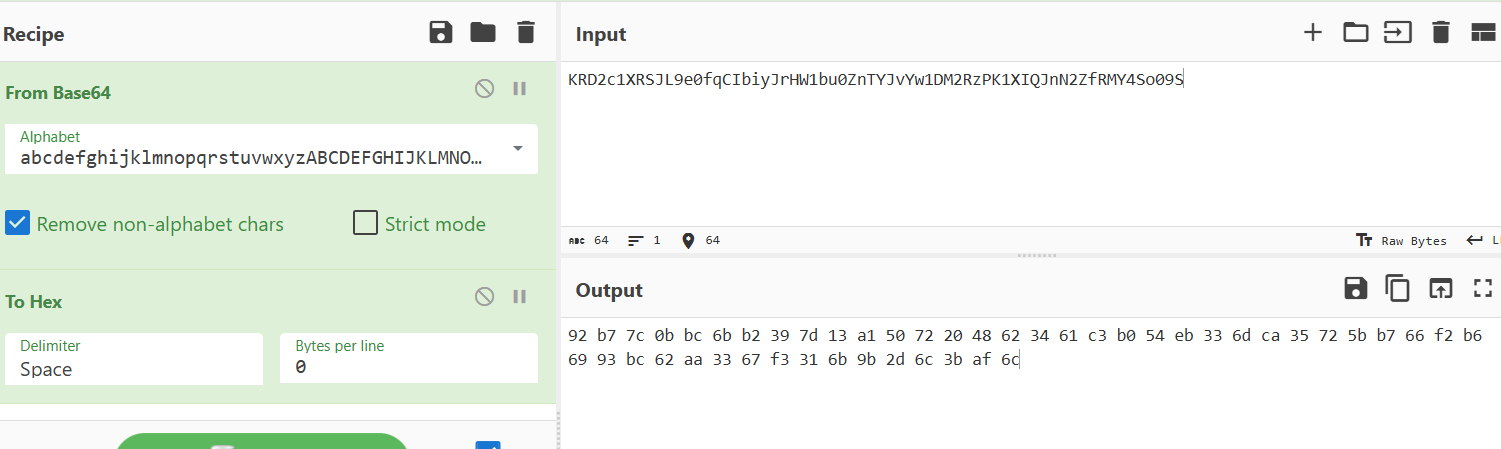 Recipe
From Base64
Alphabet
abcdefghijklmnopqrstuvwxyzABCDEFGHIJKLMNO…
Remove non-alphabet chars
Strict mode
To Hex
Delimiter
Space
Bytes per line
0
Input
KRD2c1XRSJL9e0fqCIbiyJrHW1bu0ZnTYJvYw1DM2RzPK1XIQJnN2ZfRMY4So09S
ABC 64 1 64
Raw Bytes
Output
92 b7 7c 0b bc 6b b2 39 7d 13 a1 50 72 20 48 62 34 61 c3 b0 54 eb 33 6d ca 35 72 5b b7 66 f2 b6
69 93 bc 62 aa 33 67 f3 31 6b 9b 2d 6c 3b af 6c